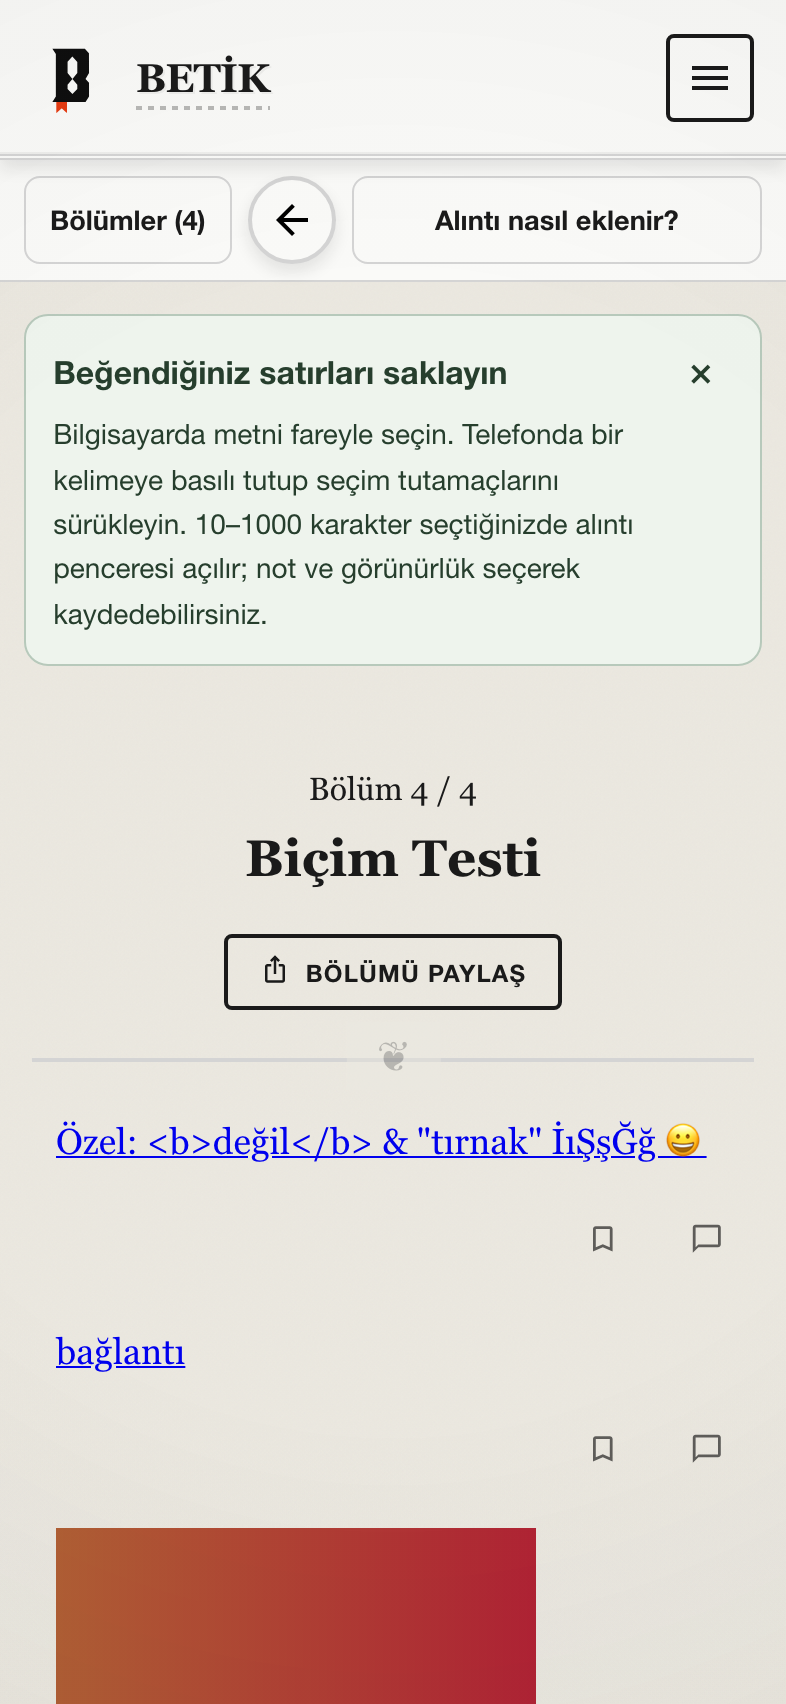 BETİK
Bölümler (4)
Alıntı nasıl eklenir?
Beğendiğiniz satırları saklayın
Bilgisayarda metni fareyle seçin. Telefonda bir
kelimeye basılı tutup seçim tutamaçlarını
sürükleyin. 10–1000 karakter seçtiğinizde alıntı
penceresi açılır; not ve görünürlük seçerek
kaydedebilirsiniz.
Bölüm 4 / 4
Biçim Testi
BÖLÜMÜ PAYLAŞ
Özel: <b>değil</b> & "tırnak" İıŞşĞğ 😀
bağlantı